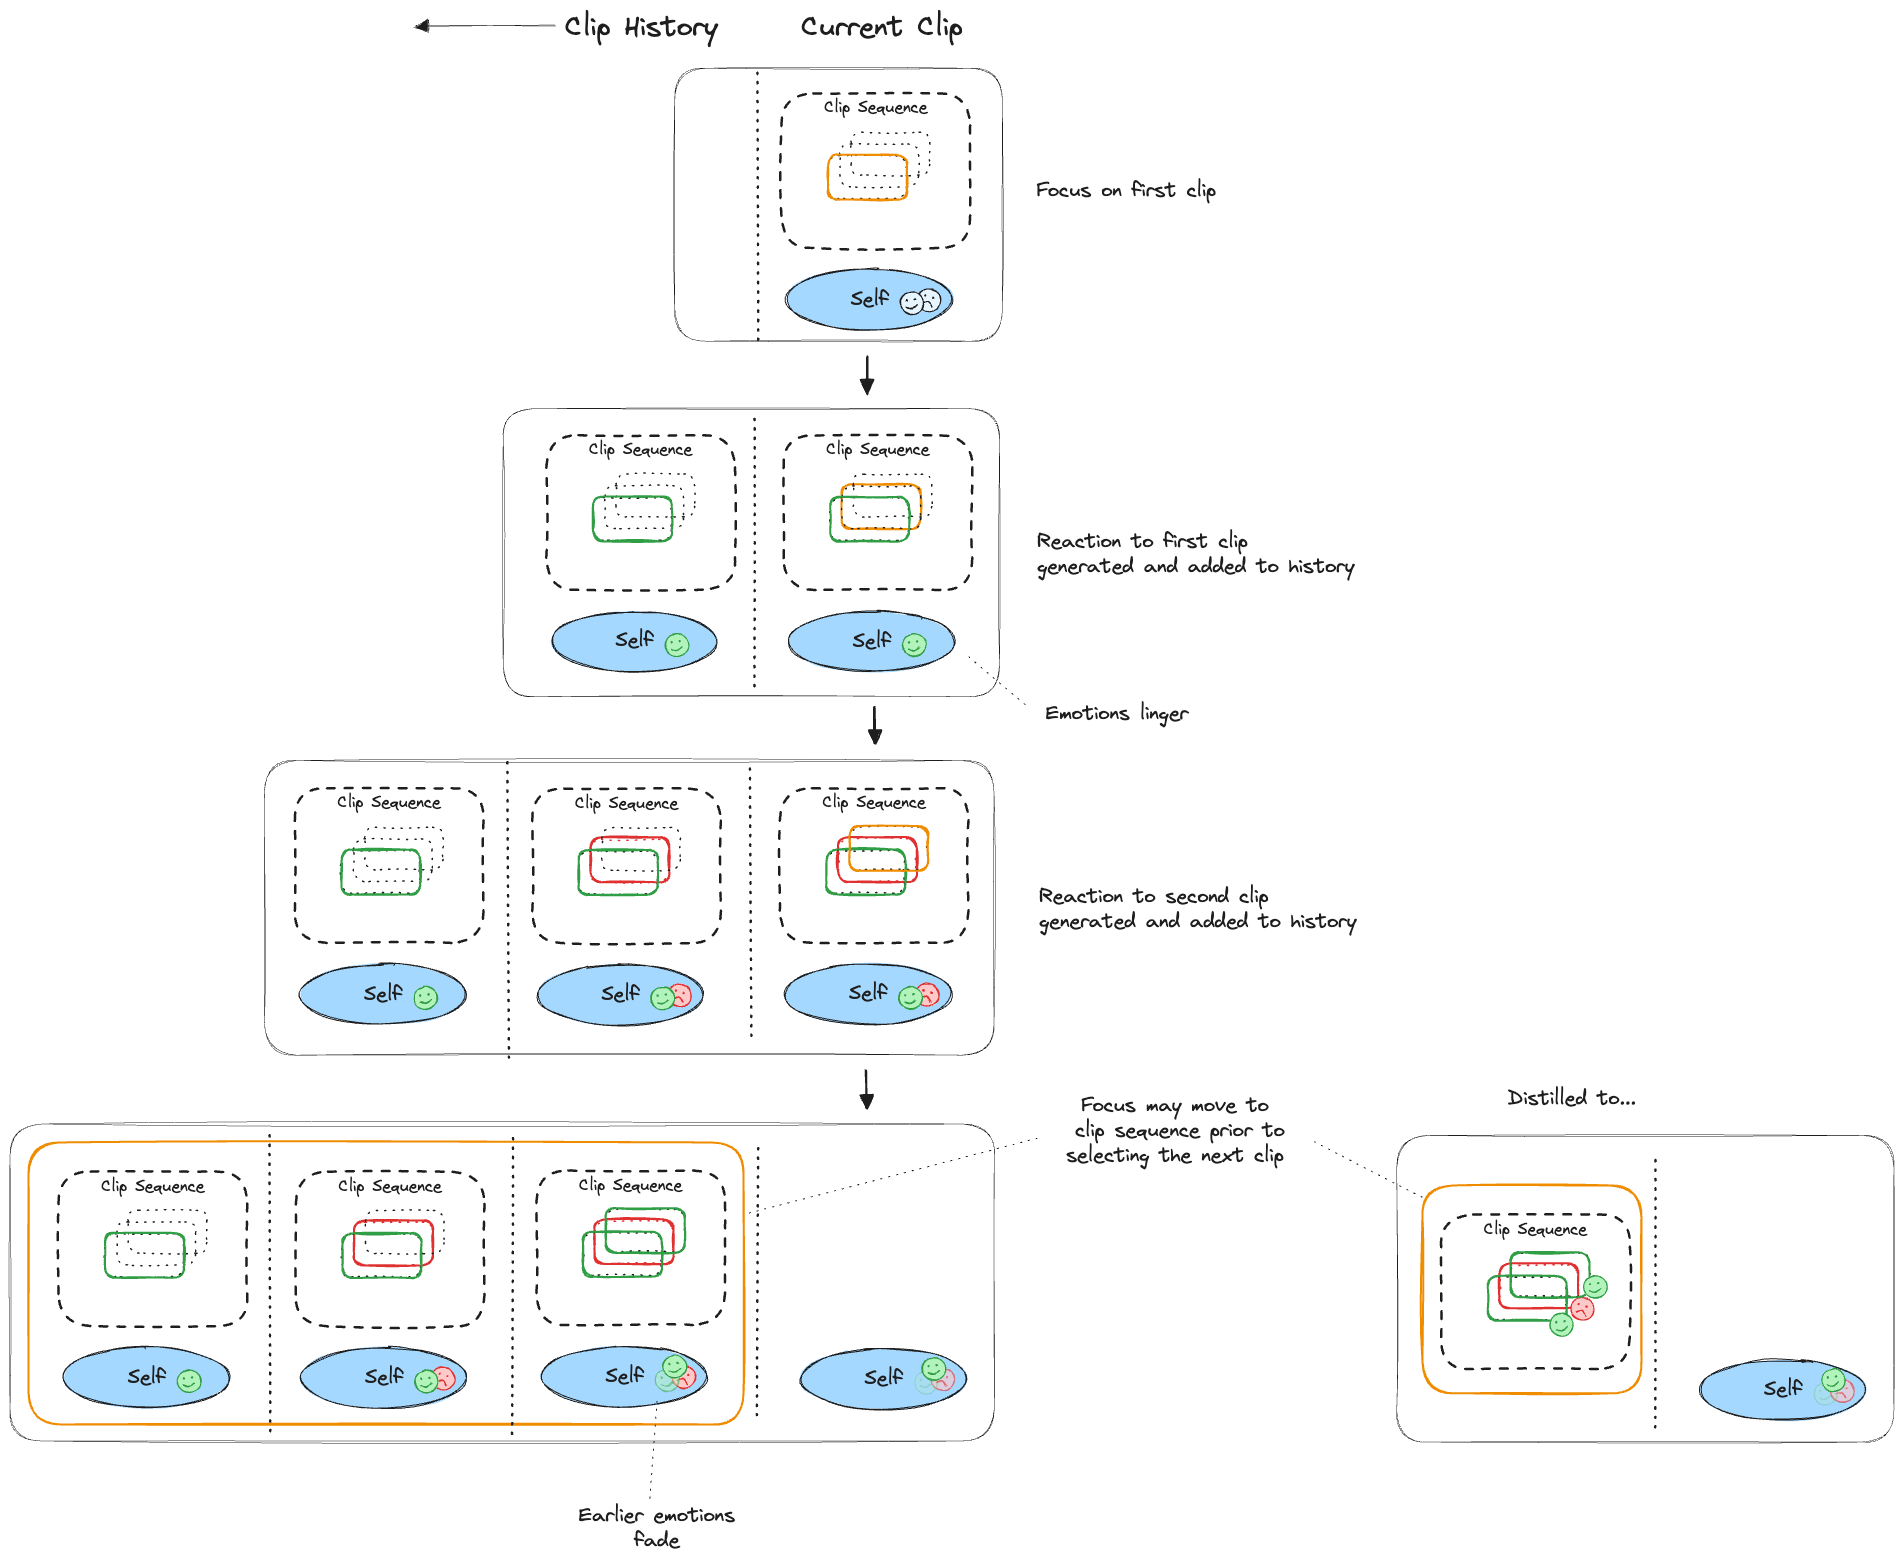 Clip History
Current Clip
Clip Sequence
Focus on first clip
Self
Clip Sequence
Clip Sequence
Reaction to first clip
generated and added to history
Self
Self
Emotions linger
Clip Sequence
Clip Sequence
Clip Sequence
Reaction to second clip
generated and added to history
Self
Self
Self
Focus may move to
clip sequence prior to
selecting the next clip
Distilled to...
Clip Sequence
Clip Sequence
Clip Sequence
Clip Sequence
Self
Self
Self
Self
Self
Earlier emotions
fade